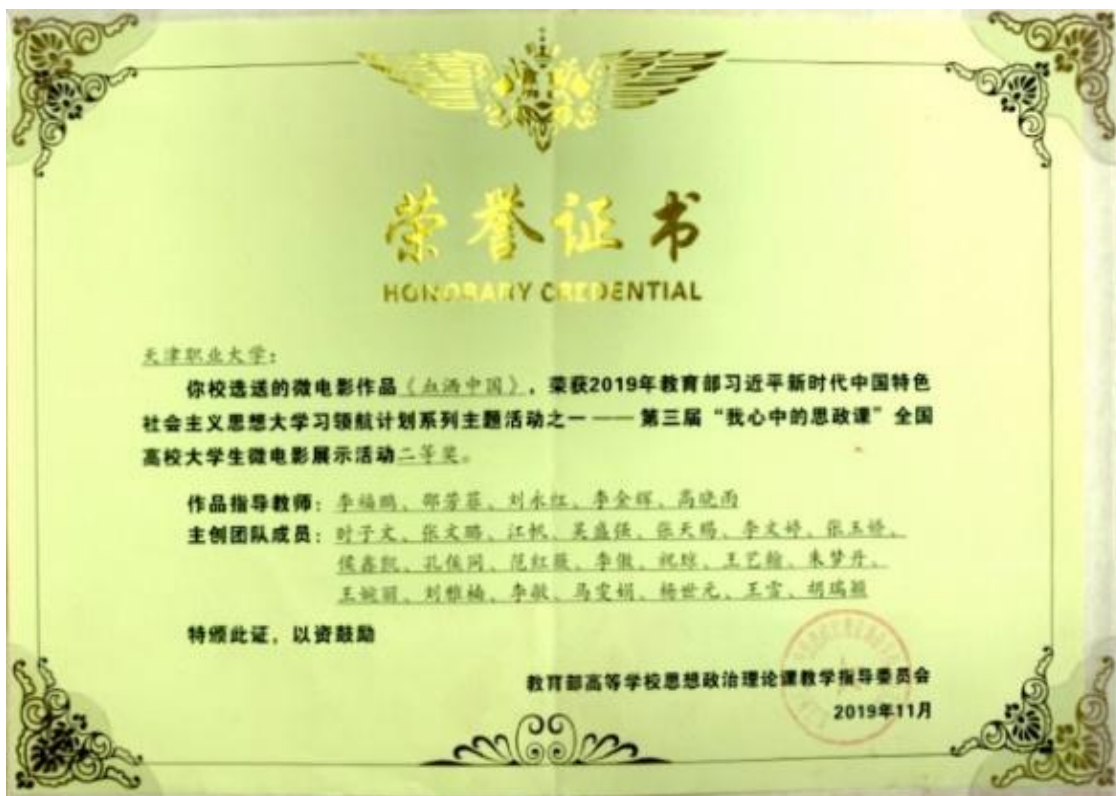 荣誉证书
HONORARY CREDENTIAL
天津职业大学：
你校选送的微电影作品《血洒中国》，荣获2019年教育部习近平新时代中国特色
社会主义思想大学习领航计划系列主题活动之一——第三届“我心中的思政课”全国
高校大学生微电影展示活动二等奖。
作品指导教师：李福鹏、邵芳菲、刘永红、李金辉、高晓雨
主创团队成员：时子文、张文璐、江帆、吴盛强、张天赐、李文婷、张玉娇、
侯鑫凯、孔保同、范红薇、李傲、祝琼、王艺翰、朱梦丹、
王婉丽、刘雅楠、李敏、马雯娟、杨世元、王雪、胡瑞颖
特颁此证，以资鼓励
教育部高等学校思想政治理论课教学指导委员会
2019年11月